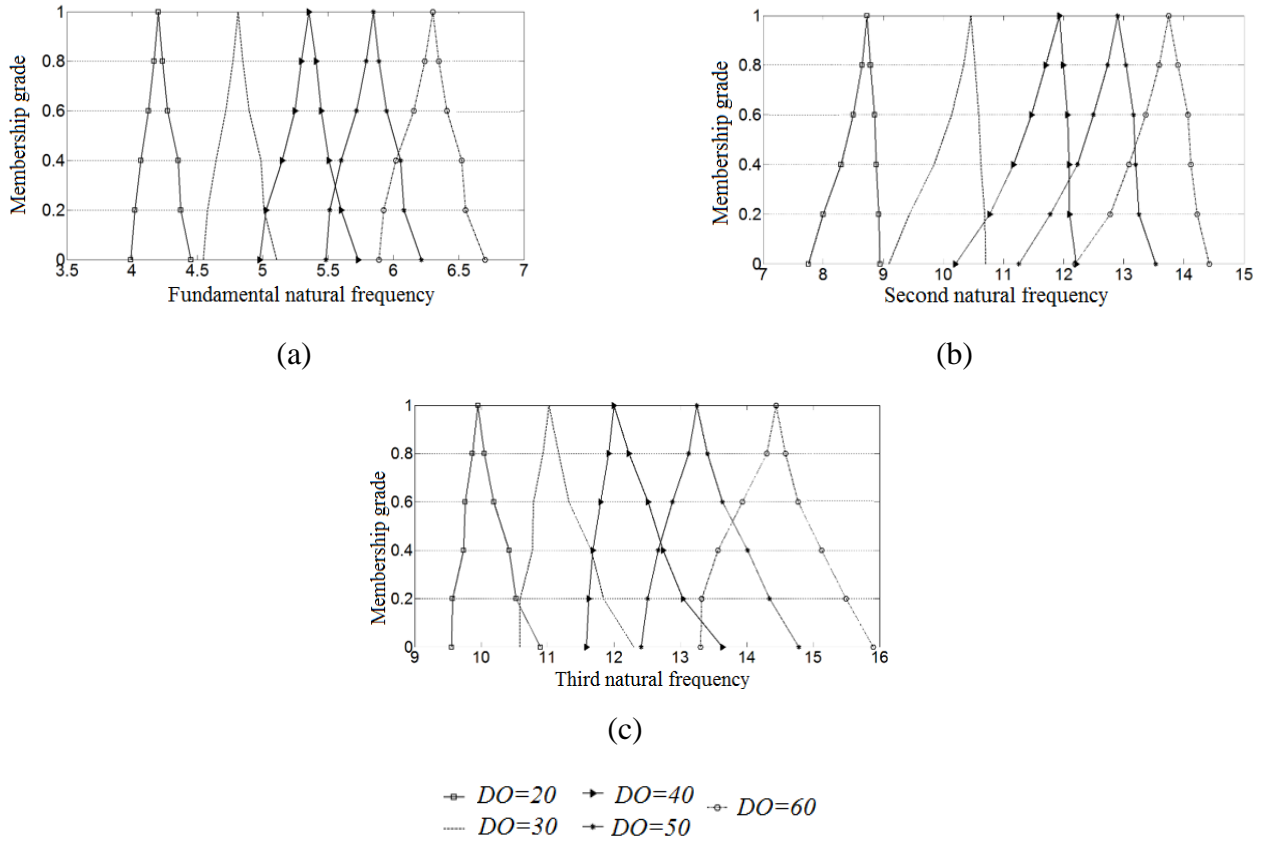 Membership grade
1
0.8
0.6
0.4
0.2
0
3.5 4 4.5 5 5.5 6 6.5 7
Fundamental natural frequency
(a)
Membership grade
1
0.8
0.6
0.4
0.2
0
7 8 9 10 11 12 13 14 15
Second natural frequency
(b)
Membership grade
1
0.8
0.6
0.4
0.2
0
9 10 11 12 13 14 15 16
Third natural frequency
(c)
DO=20 DO=40 DO=60
DO=30 DO=50